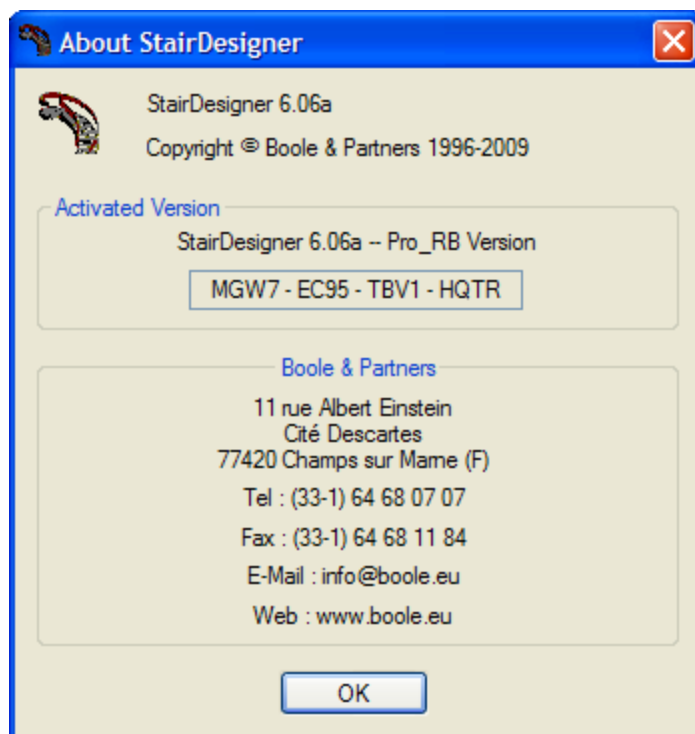 About StairDesigner
StairDesigner 6.06a
Copyright © Boole & Partners 1996-2009
Activated Version
StairDesigner 6.06a -- Pro_RB Version
MGW7 - EC95 - TBV1 - HQTR
Boole & Partners
11 rue Albert Einstein
Cité Descartes
77420 Champs sur Marne (F)
Tel : (33-1) 64 68 07 07
Fax : (33-1) 64 68 11 84
E-Mail : info@boole.eu
Web : www.boole.eu
OK